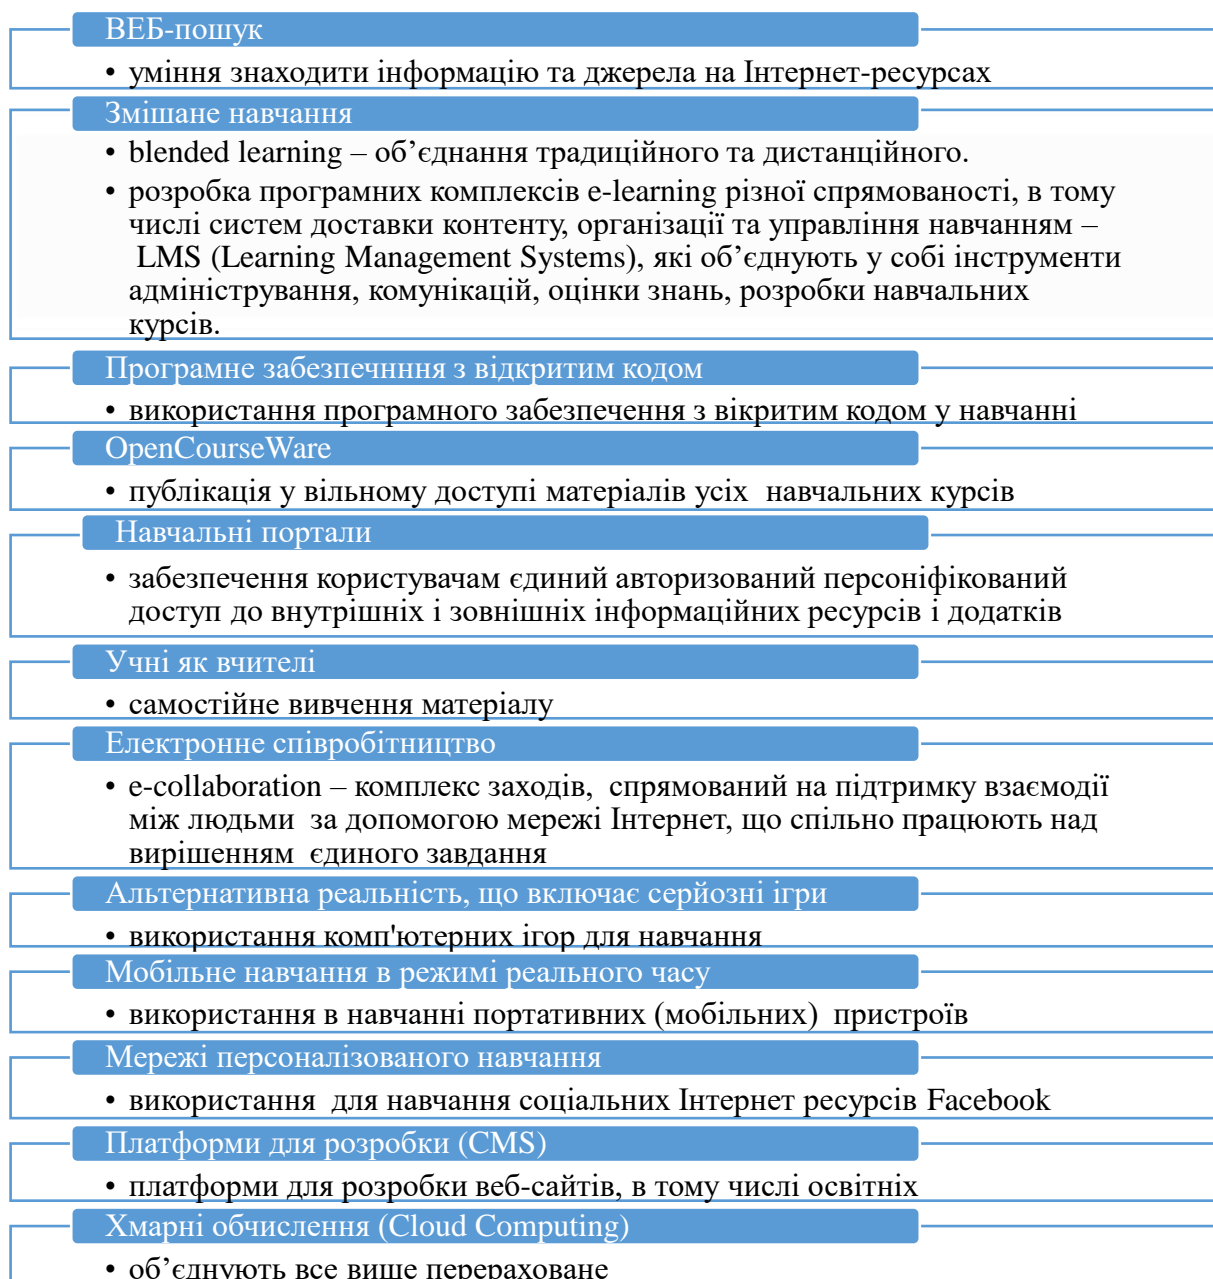 ВЕБ-пошук
• уміння знаходити інформацію та джерела на Інтернет-ресурсах
Змішане навчання
• blended learning – об’єднання традиційного та дистанційного.
• розробка програмних комплексів e-learning різної спрямованості, в тому
числі систем доставки контенту, організації та управління навчанням –
LMS (Learning Management Systems), які об’єднують у собі інструменти
адміністрування, комунікацій, оцінки знань, розробки навчальних
курсів.
Програмне забезпечнння з відкритим кодом
• використання програмного забезпечення з вікритим кодом у навчанні
OpenCourseWare
• публікація у вільному доступі матеріалів усіх навчальних курсів
Навчальні портали
• забезпечення користувачам єдиний авторизований персоніфікований
доступ до внутрішніх і зовнішніх інформаційних ресурсів і додатків
Учні як вчителі
• самостійне вивчення матеріалу
Електронне співробітництво
• e-collaboration – комплекс заходів, спрямований на підтримку взаємодії
між людьми за допомогою мережі Інтернет, що спільно працюють над
вирішенням єдиного завдання
Альтернативна реальність, що включає серйозні ігри
• використання комп'ютерних ігор для навчання
Мобільне навчання в режимі реального часу
• використання в навчанні портативних (мобільних) пристроїв
Мережі персоналізованого навчання
• використання для навчання соціальних Інтернет ресурсів Facebook
Платформи для розробки (CMS)
• платформи для розробки веб-сайтів, в тому числі освітніх
Хмарні обчислення (Cloud Computing)
• об’єднують все вище перераховане